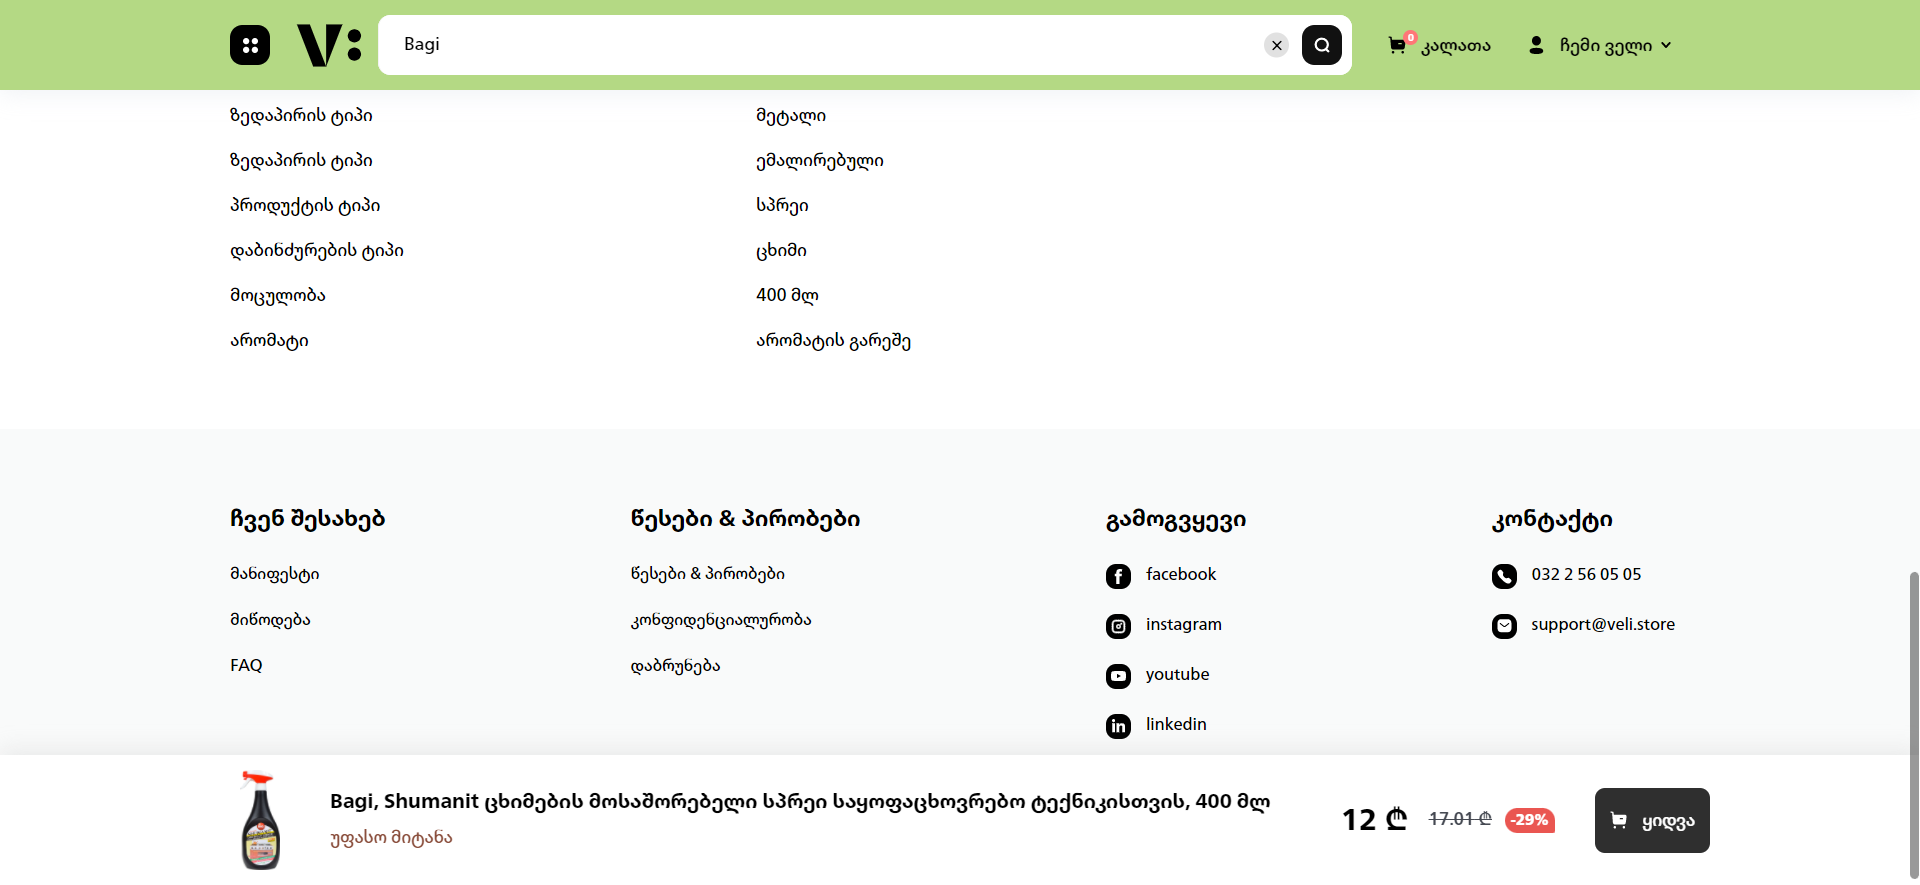 V:
Bagi
0
კალათა
ჩემი ველი
ზედაპირის ტიპი
მეტალი
ზედაპირის ტიპი
ემალირებული
პროდუქტის ტიპი
სპრეი
დაბინძურების ტიპი
ცხიმი
მოცულობა
400 მლ
არომატი
არომატის გარეშე
ჩვენ შესახებ
მანიფესტი
მიწოდება
FAQ
წესები & პირობები
წესები & პირობები
კონფიდენციალურობა
დაბრუნება
გამოგვყევი
facebook
instagram
youtube
linkedin
კონტაქტი
032 2 56 05 05
support@veli.store
Bagi, Shumanit ცხიმების მოსაშორებელი სპრეი საყოფაცხოვრებო ტექნიკისთვის, 400 მლ
უფასო მიტანა
12 ₾
17.01 ₾
-29%
ყიდვა